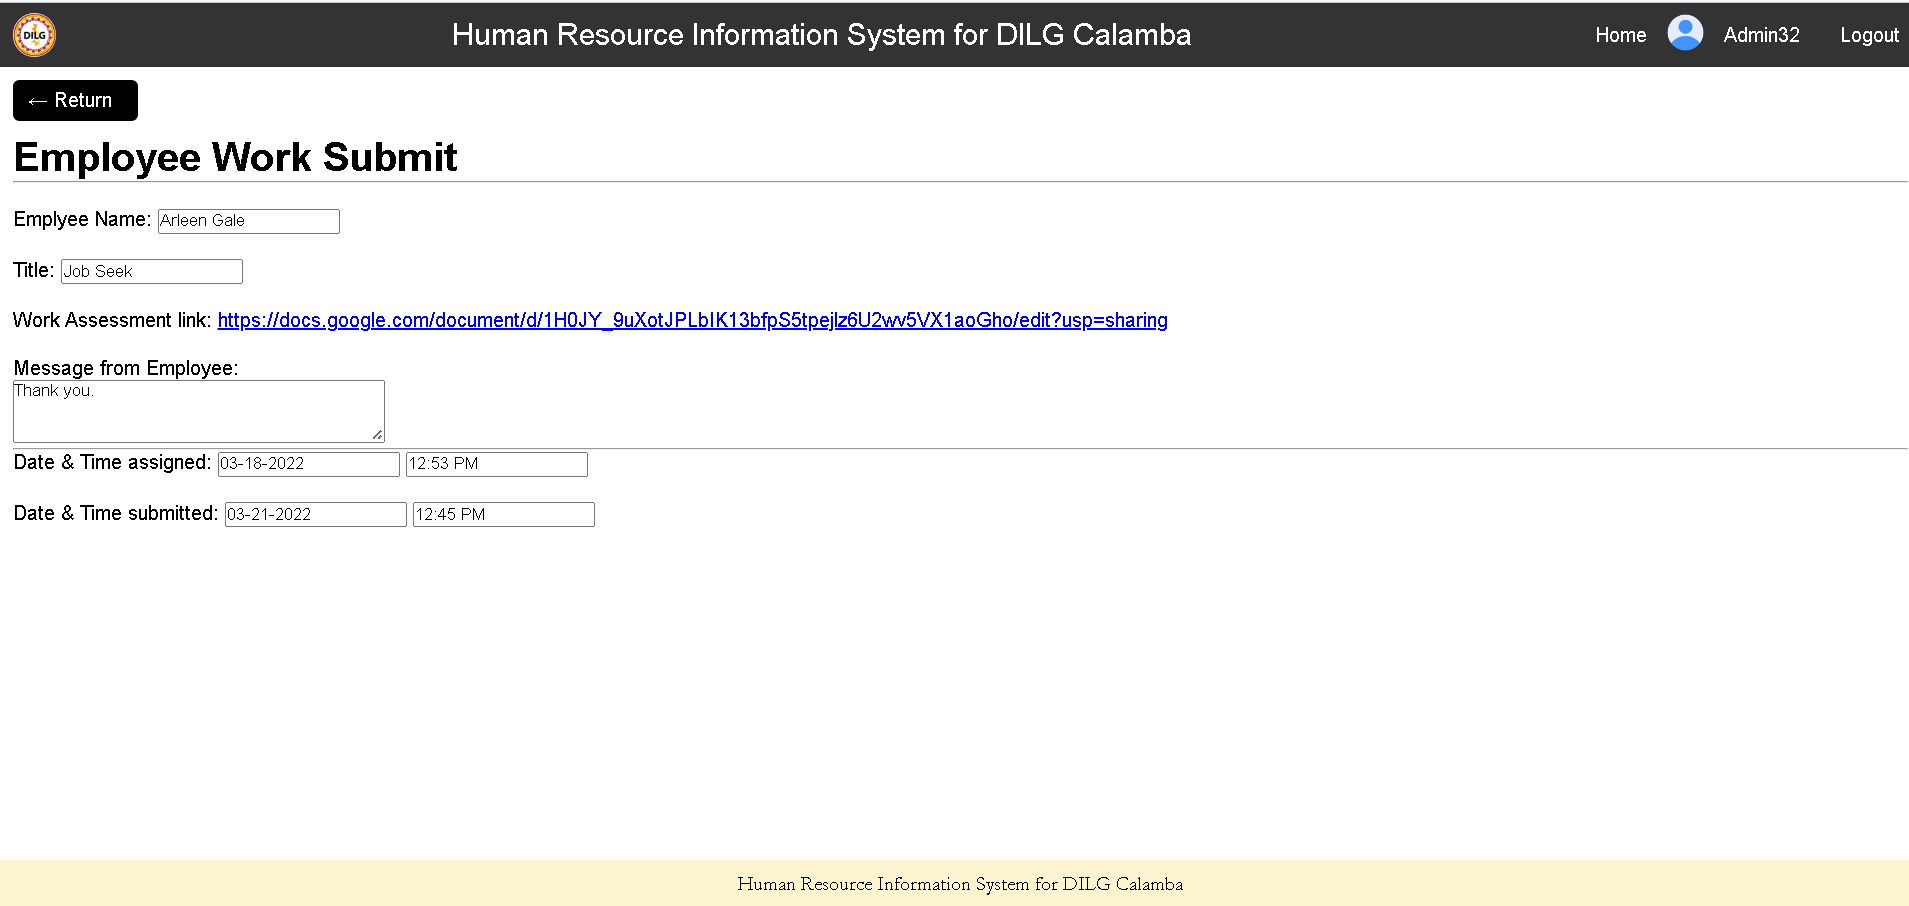 DILG
Human Resource Information System for DILG Calamba
Home Admin32 Logout
← Return
Employee Work Submit
Emplyee Name: Arleen Gale
Title: Job Seek
Work Assessment link: https://docs.google.com/document/d/1H0JY_9uXotJPLbIK13bfpS5tpejlz6U2wv5VX1aoGho/edit?usp=sharing
Message from Employee:
Thank you.
Date & Time assigned: 03-18-2022 12:53 PM
Date & Time submitted: 03-21-2022 12:45 PM
Human Resource Information System for DILG Calamba